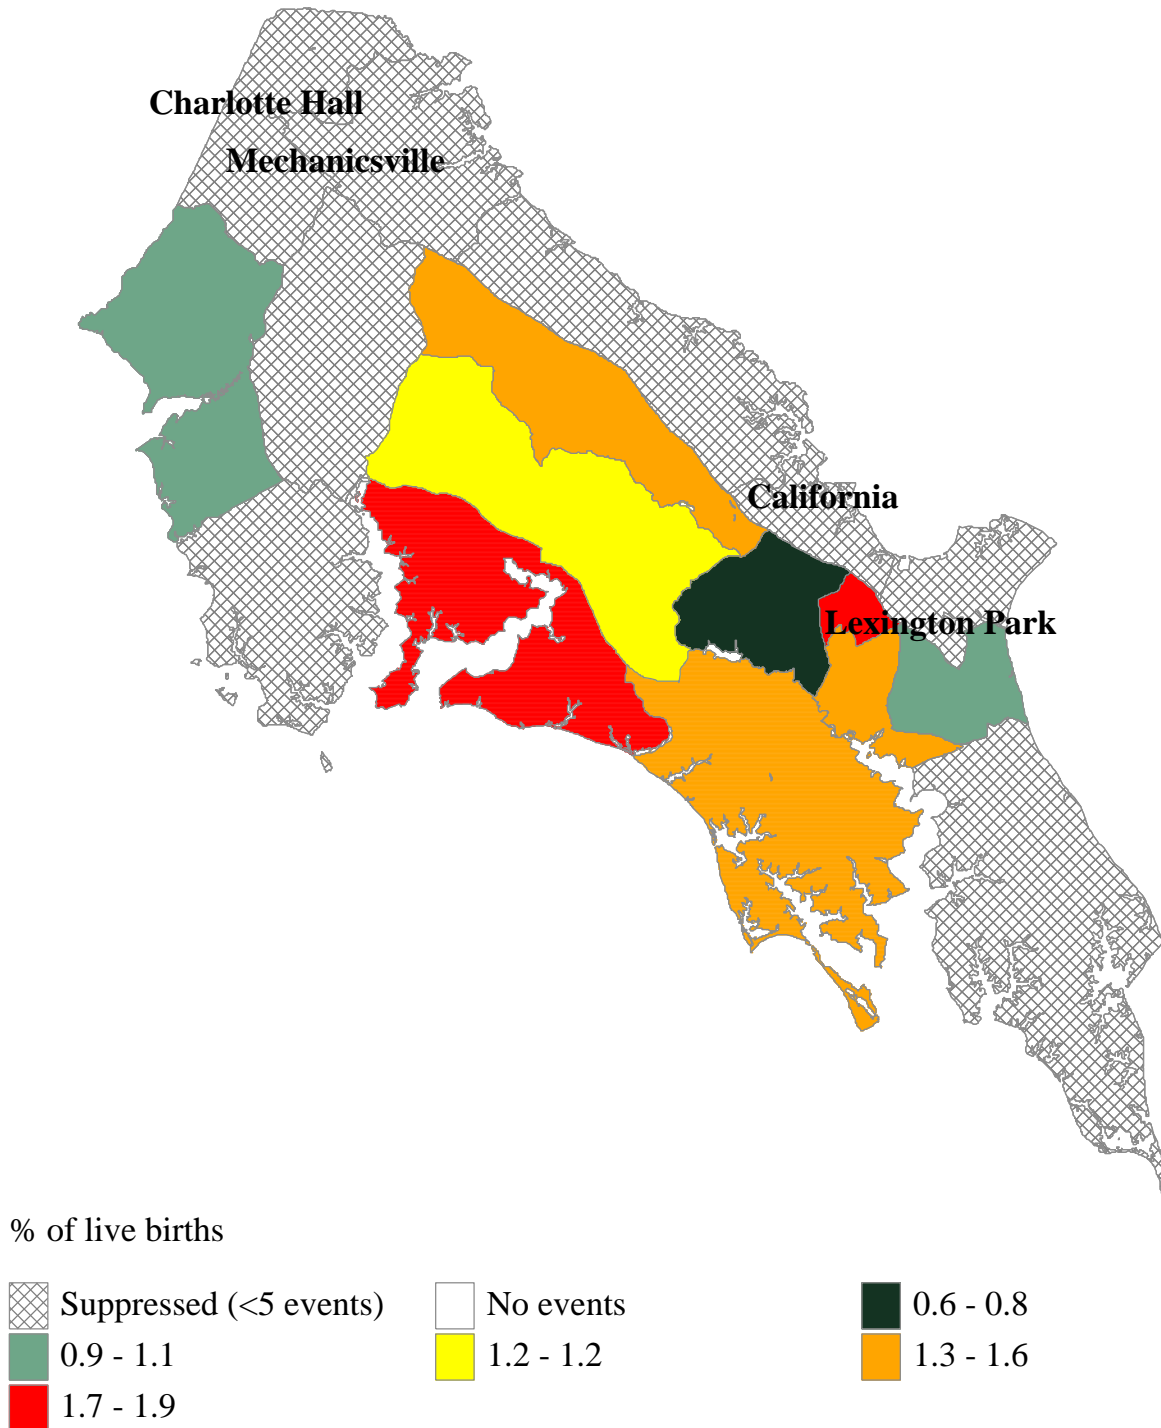 Charlotte Hall
Mechanicsville
California
Lexington Park
% of live births
Suppressed (<5 events)
No events
0.6 - 0.8
0.9 - 1.1
1.2 - 1.2
1.3 - 1.6
1.7 - 1.9